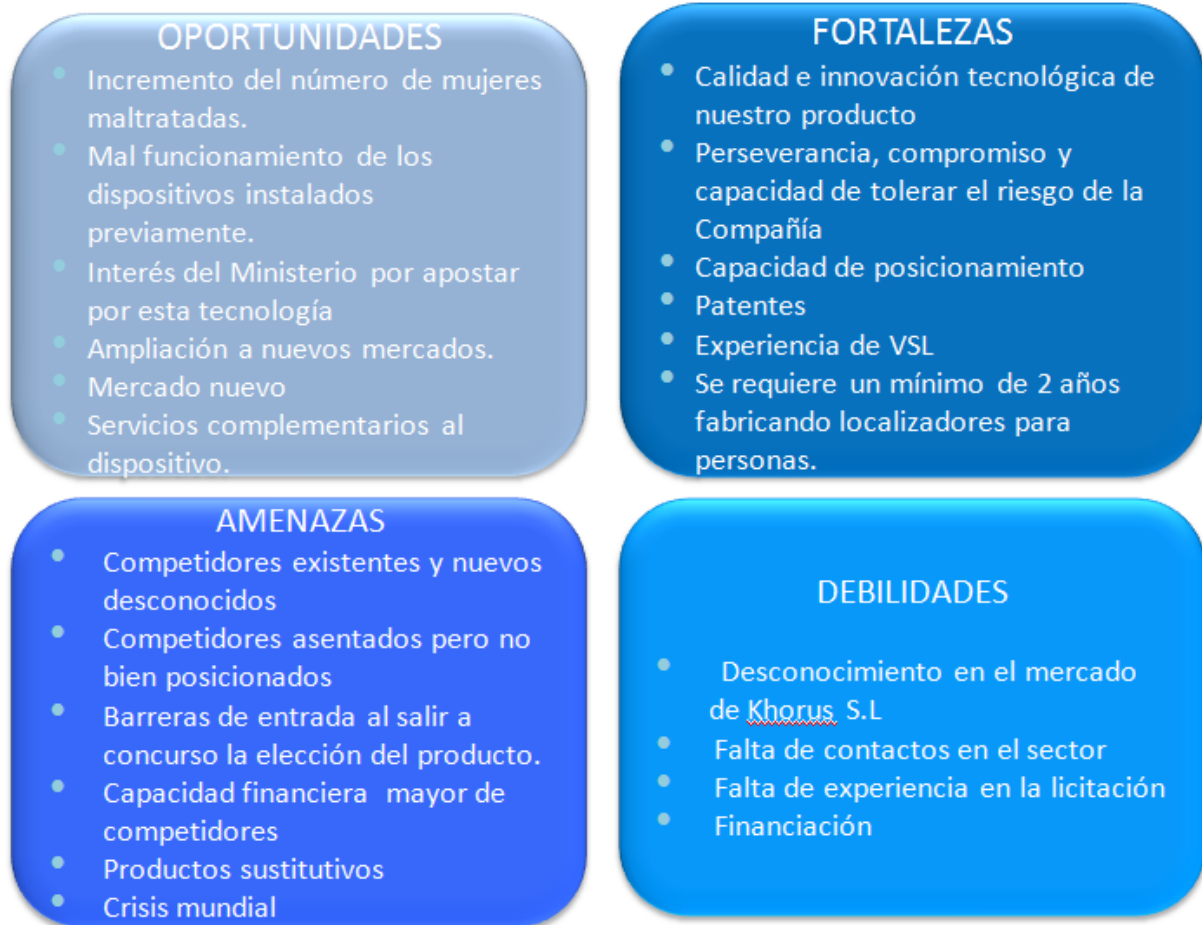 OPORTUNIDADES
Incremento del número de mujeres
maltratadas.
Mal funcionamiento de los
dispositivos instalados
previamente.
Interés del Ministerio por apostar
por esta tecnología
Ampliación a nuevos mercados.
Mercado nuevo
Servicios complementarios al
dispositivo.
FORTALEZAS
Calidad e innovación tecnológica de
nuestro producto
Perseverancia, compromiso y
capacidad de tolerar el riesgo de la
Compañía
Capacidad de posicionamiento
Patentes
Experiencia de VSL
Se requiere un mínimo de 2 años
fabricando localizadores para
personas.
AMENAZAS
Competidores existentes y nuevos
desconocidos
Competidores asentados pero no
bien posicionados
Barreras de entrada al salir a
concurso la elección del producto.
Capacidad financiera mayor de
competidores
Productos sustitutivos
Crisis mundial
DEBILIDADES
Desconocimiento en el mercado
de Khorus S.L
Falta de contactos en el sector
Falta de experiencia en la licitación
Financiación